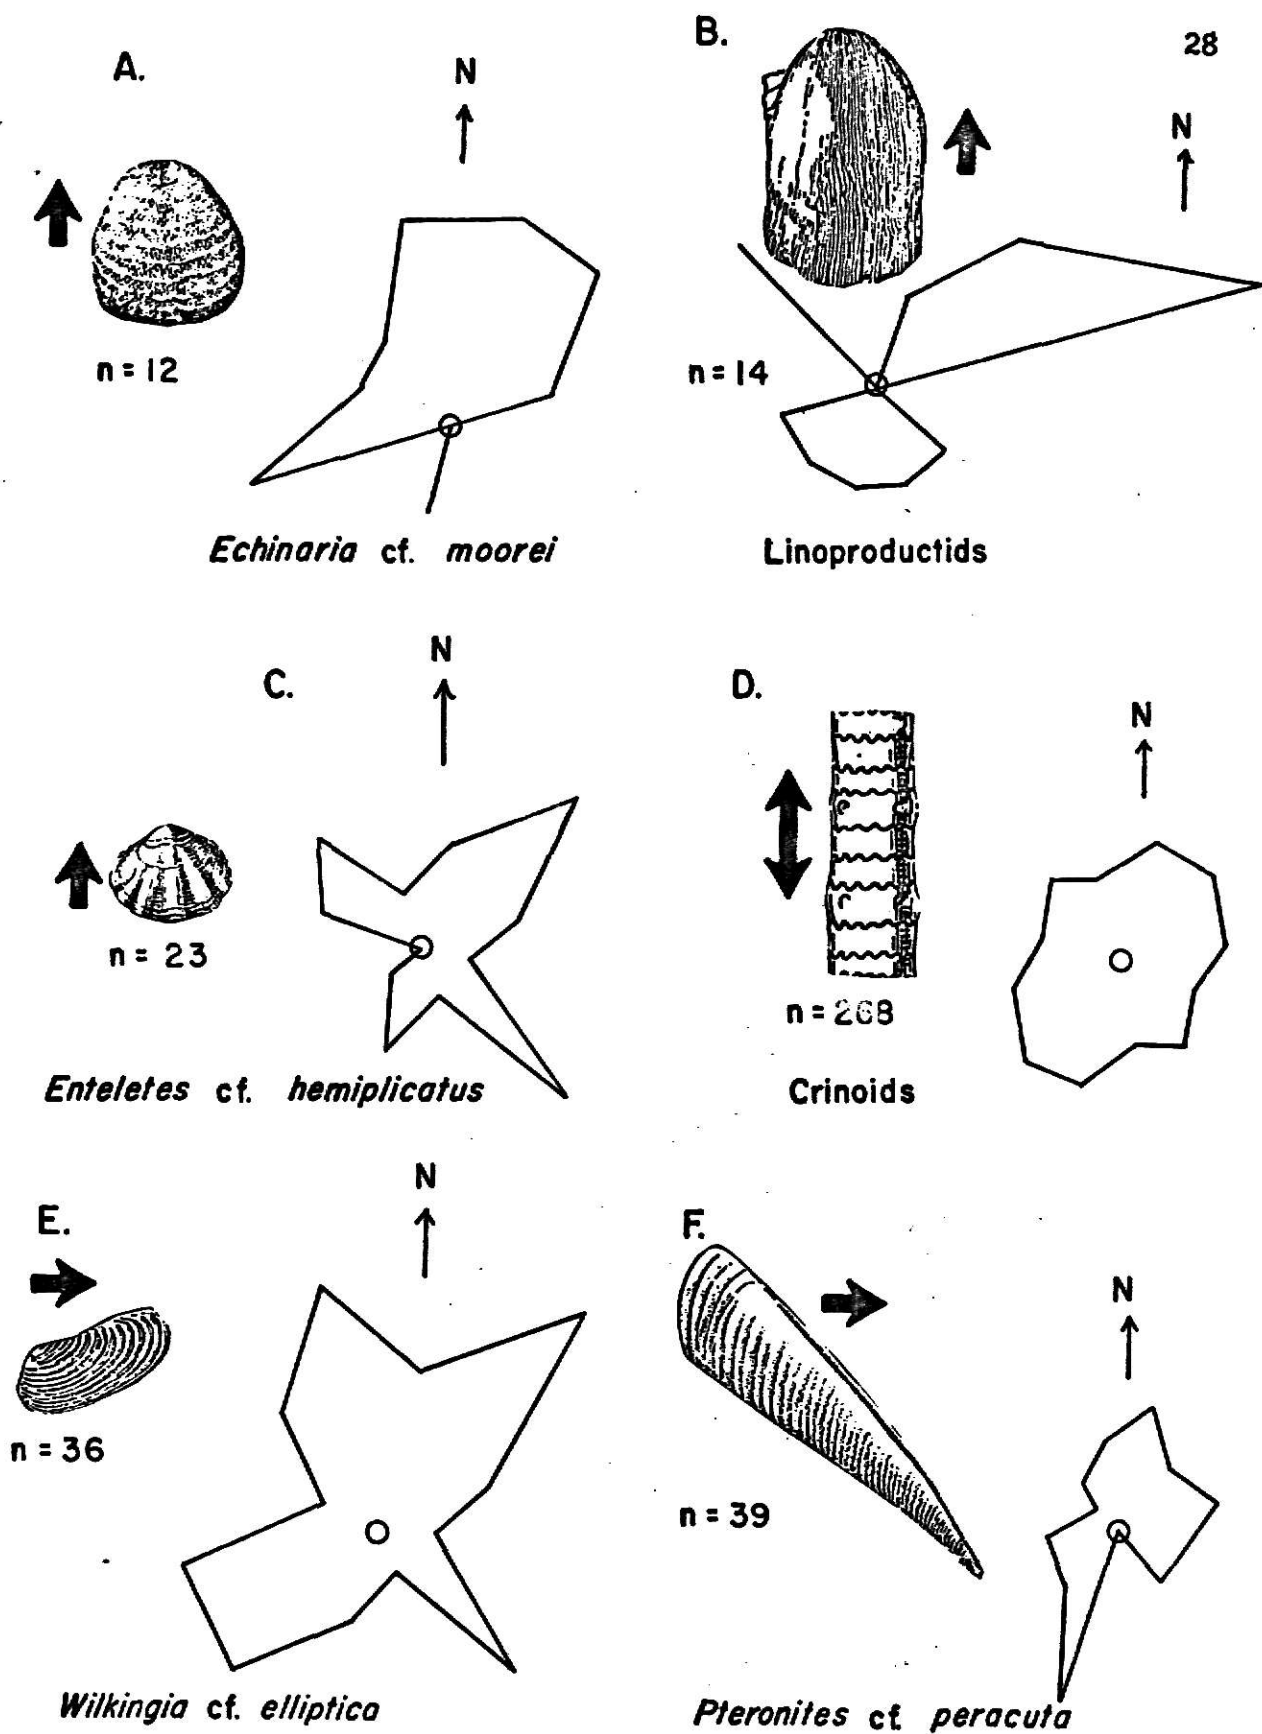 28
A.
N
n = 12
Echinaria cf. moorei
B.
N
n = 14
Linoproductids
C.
N
n = 23
Enteletes cf. hemiplicatus
D.
N
n = 268
Crinoids
E.
N
n = 36
Wilkingia cf. elliptica
F.
N
n = 39
Pteronites cf. peracuta